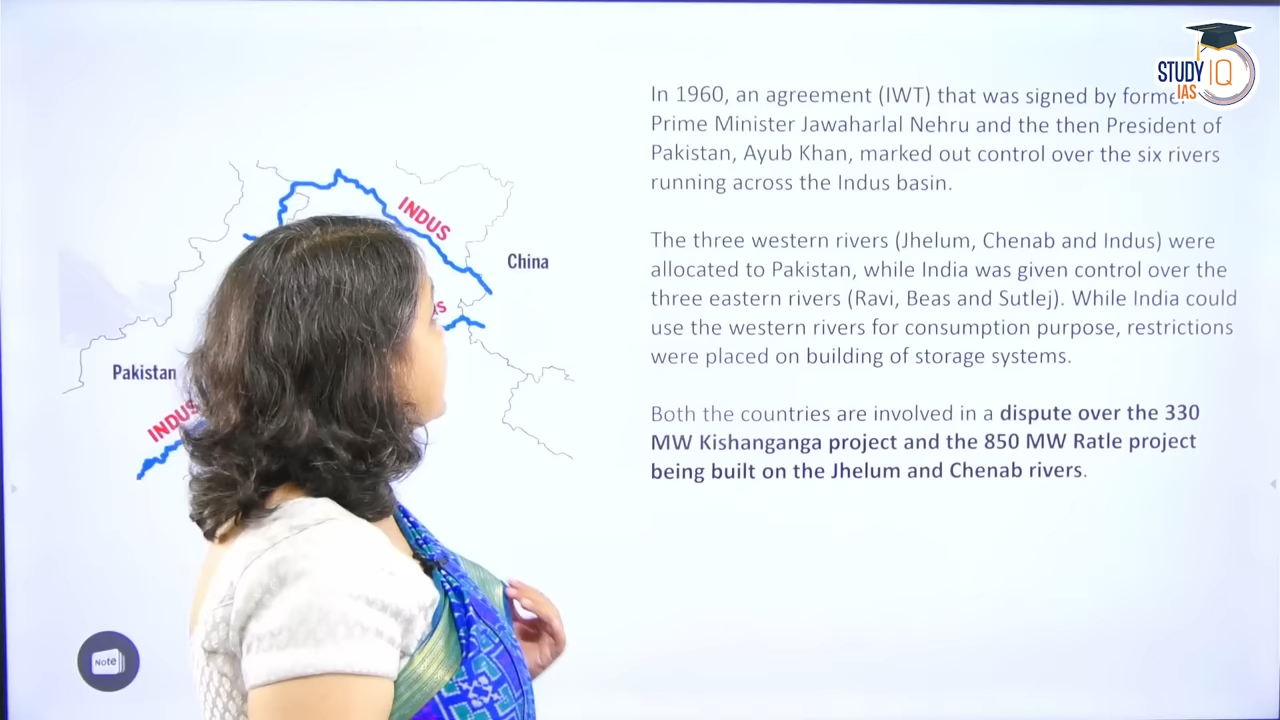 STUDY IQ
IAS
In 1960, an agreement (IWT) that was signed by forme
Prime Minister Jawaharlal Nehru and the then President of
Pakistan, Ayub Khan, marked out control over the six rivers
running across the Indus basin.
The three western rivers (Jhelum, Chenab and Indus) were
allocated to Pakistan, while India was given control over the
three eastern rivers (Ravi, Beas and Sutlej). While India could
use the western rivers for consumption purpose, restrictions
were placed on building of storage systems.
Both the countries are involved in a dispute over the 330
MW Kishanganga project and the 850 MW Ratle project
being built on the Jhelum and Chenab rivers.
INDUS
China
Pakistan
INDUS
Note